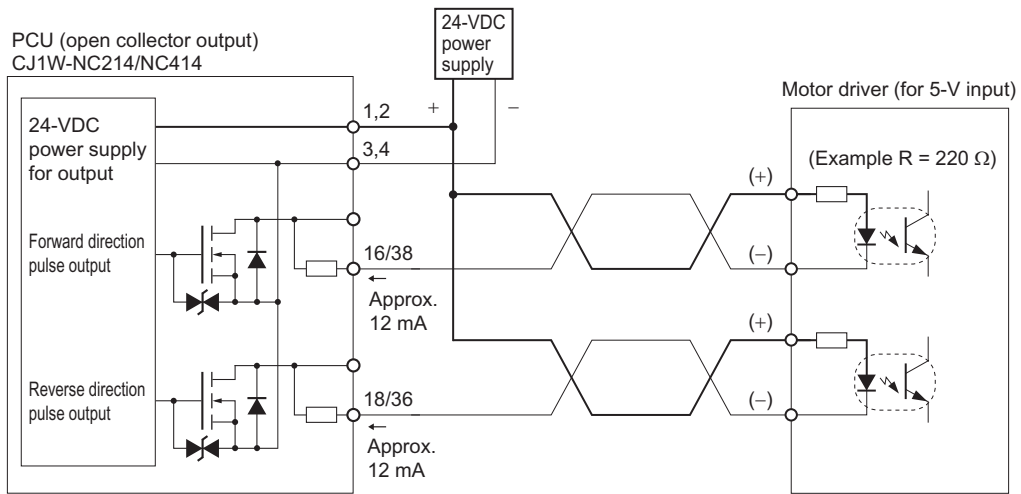 PCU (open collector output)
CJ1W-NC214/NC414
24-VDC
power
supply
+
−
1,2
3,4
24-VDC
power supply
for output
Forward direction
pulse output
16/38
←
Approx.
12 mA
Reverse direction
pulse output
18/36
←
Approx.
12 mA
Motor driver (for 5-V input)
(Example R = 220 Ω)
(+)
(−)
(+)
(−)